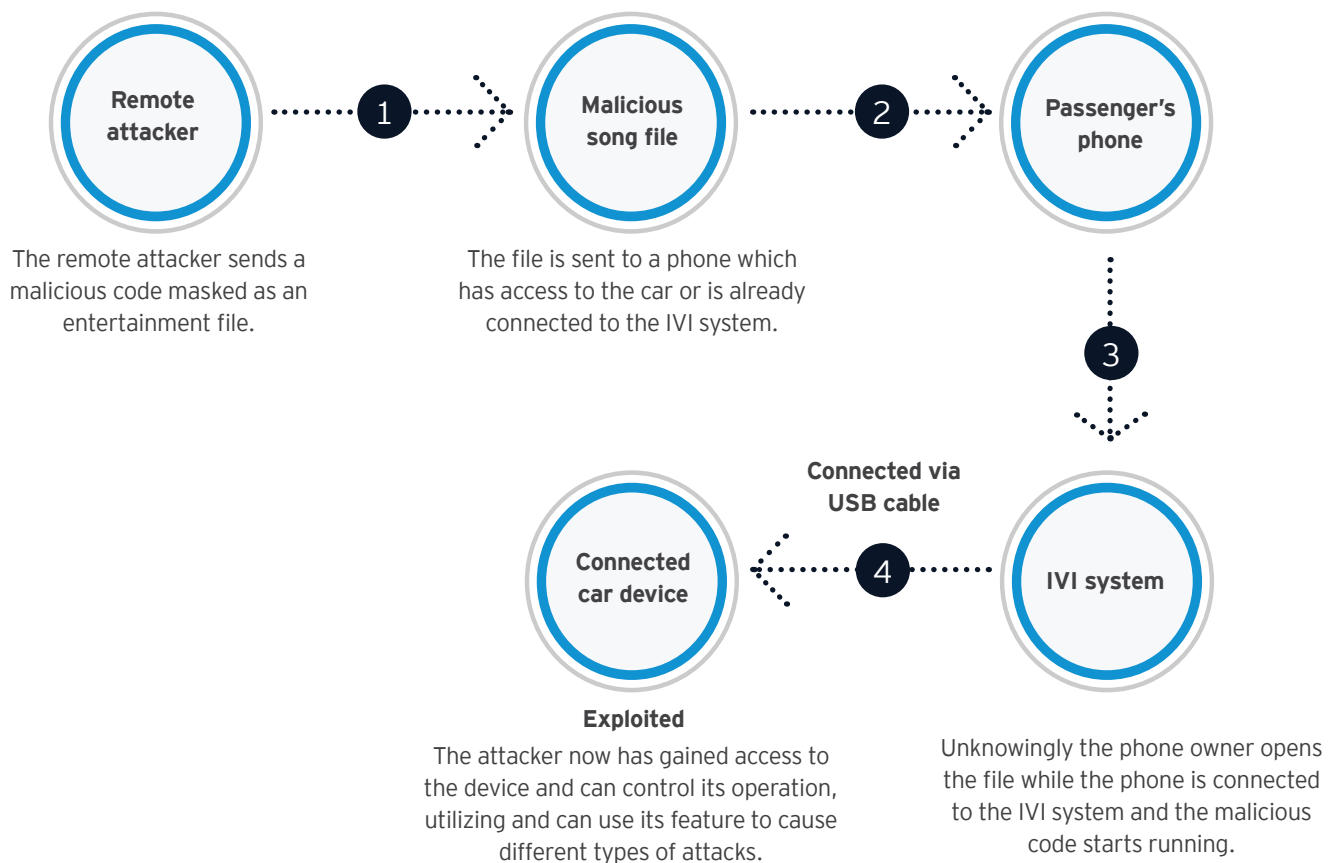 Remote
attacker
1
Malicious
song file
2
Passenger's
phone
The remote attacker sends a
malicious code masked as an
entertainment file.
The file is sent to a phone which
has access to the car or is already
connected to the IVI system.
3
Connected via
USB cable
Connected
car device
4
IVI system
Exploited
The attacker now has gained access to
the device and can control its operation,
utilizing and can use its feature to cause
different types of attacks.
Unknowingly the phone owner opens
the file while the phone is connected
to the IVI system and the malicious
code starts running.